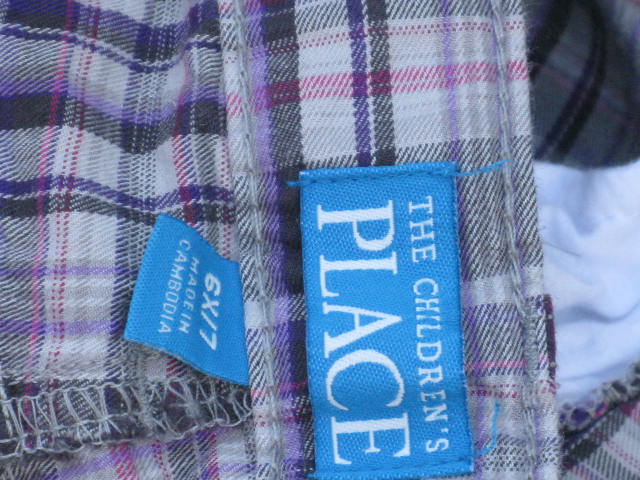 THE CHILDREN'S
PLACE
6X/7
MADE IN
CAMBODIA